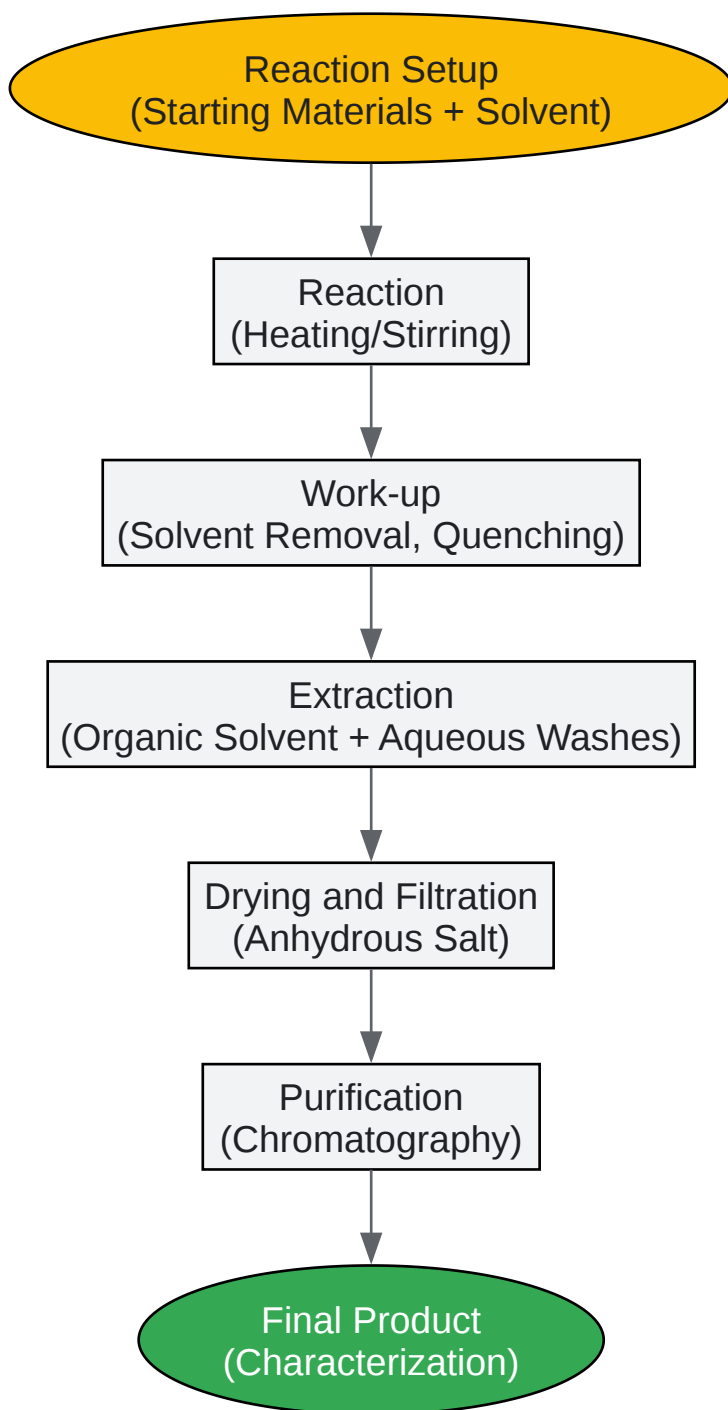 Reaction Setup
(Starting Materials + Solvent)
Reaction
(Heating/Stirring)
Work-up
(Solvent Removal, Quenching)
Extraction
(Organic Solvent + Aqueous Washes)
Drying and Filtration
(Anhydrous Salt)
Purification
(Chromatography)
Final Product
(Characterization)